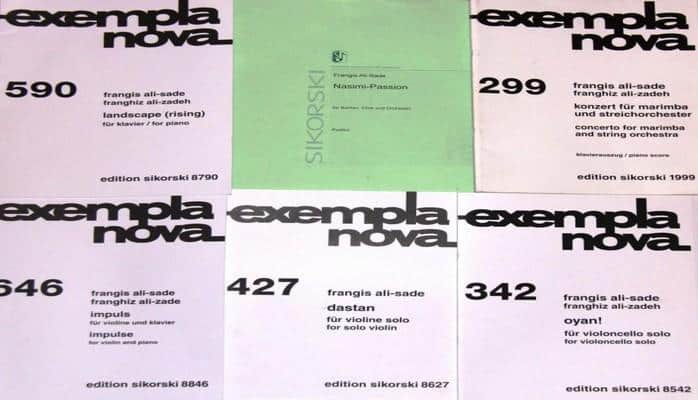 exempla
nova
590
frangis ali-sade
franghiz ali-zadeh
landscape (rising)
für klavier / for piano
edition sikorski 8790
SIKORSKI
Frangis Ali-Sade
Nasimi-Passion
für Bariton, Chor und Orchester
Partitur
exempla
nova
299
frangis ali-sade
franghiz ali-zadeh
konzert für marimba
und streichorchester
concerto for marimba
and string orchestra
klavierauszug / piano score
edition sikorski 1999
exempla
nova
646
frangis ali-sade
franghiz ali-zade
impuls
für violine und klavier
impulse
for violin and piano
edition sikorski 8846
exempla
nova
427
frangis ali-sade
dastan
für violine solo
for solo violin
edition sikorski 8627
exempla
nova
342
frangis ali-sade
franghiz ali-zadeh
oyan!
für violoncello solo
for violoncello solo
edition sikorski 8542